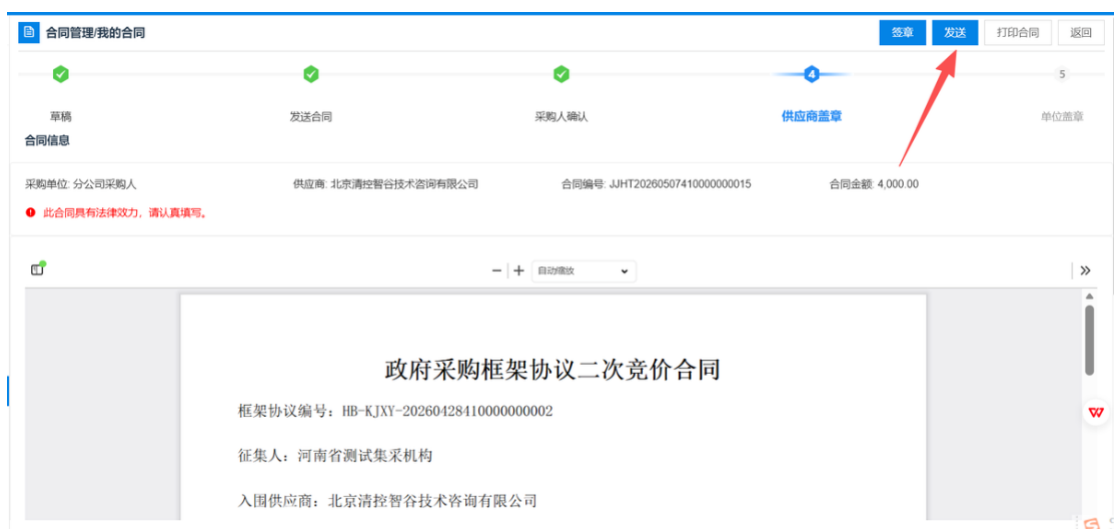 合同管理/我的合同
签章 发送 打印合同 返回
4 5
草稿 发送合同 采购人确认 供应商盖章 单位盖章
合同信息
采购单位: 分公司采购人 供应商: 北京清控智谷技术咨询有限公司 合同编号: JJHT20260507410000000015 合同金额: 4,000.00
此合同具有法律效力，请认真填写。
自动缩放
政府采购框架协议二次竞价合同
框架协议编号：HB-KJXY-20260428410000000002
征集人：河南省测试集采机构
入围供应商：北京清控智谷技术咨询有限公司